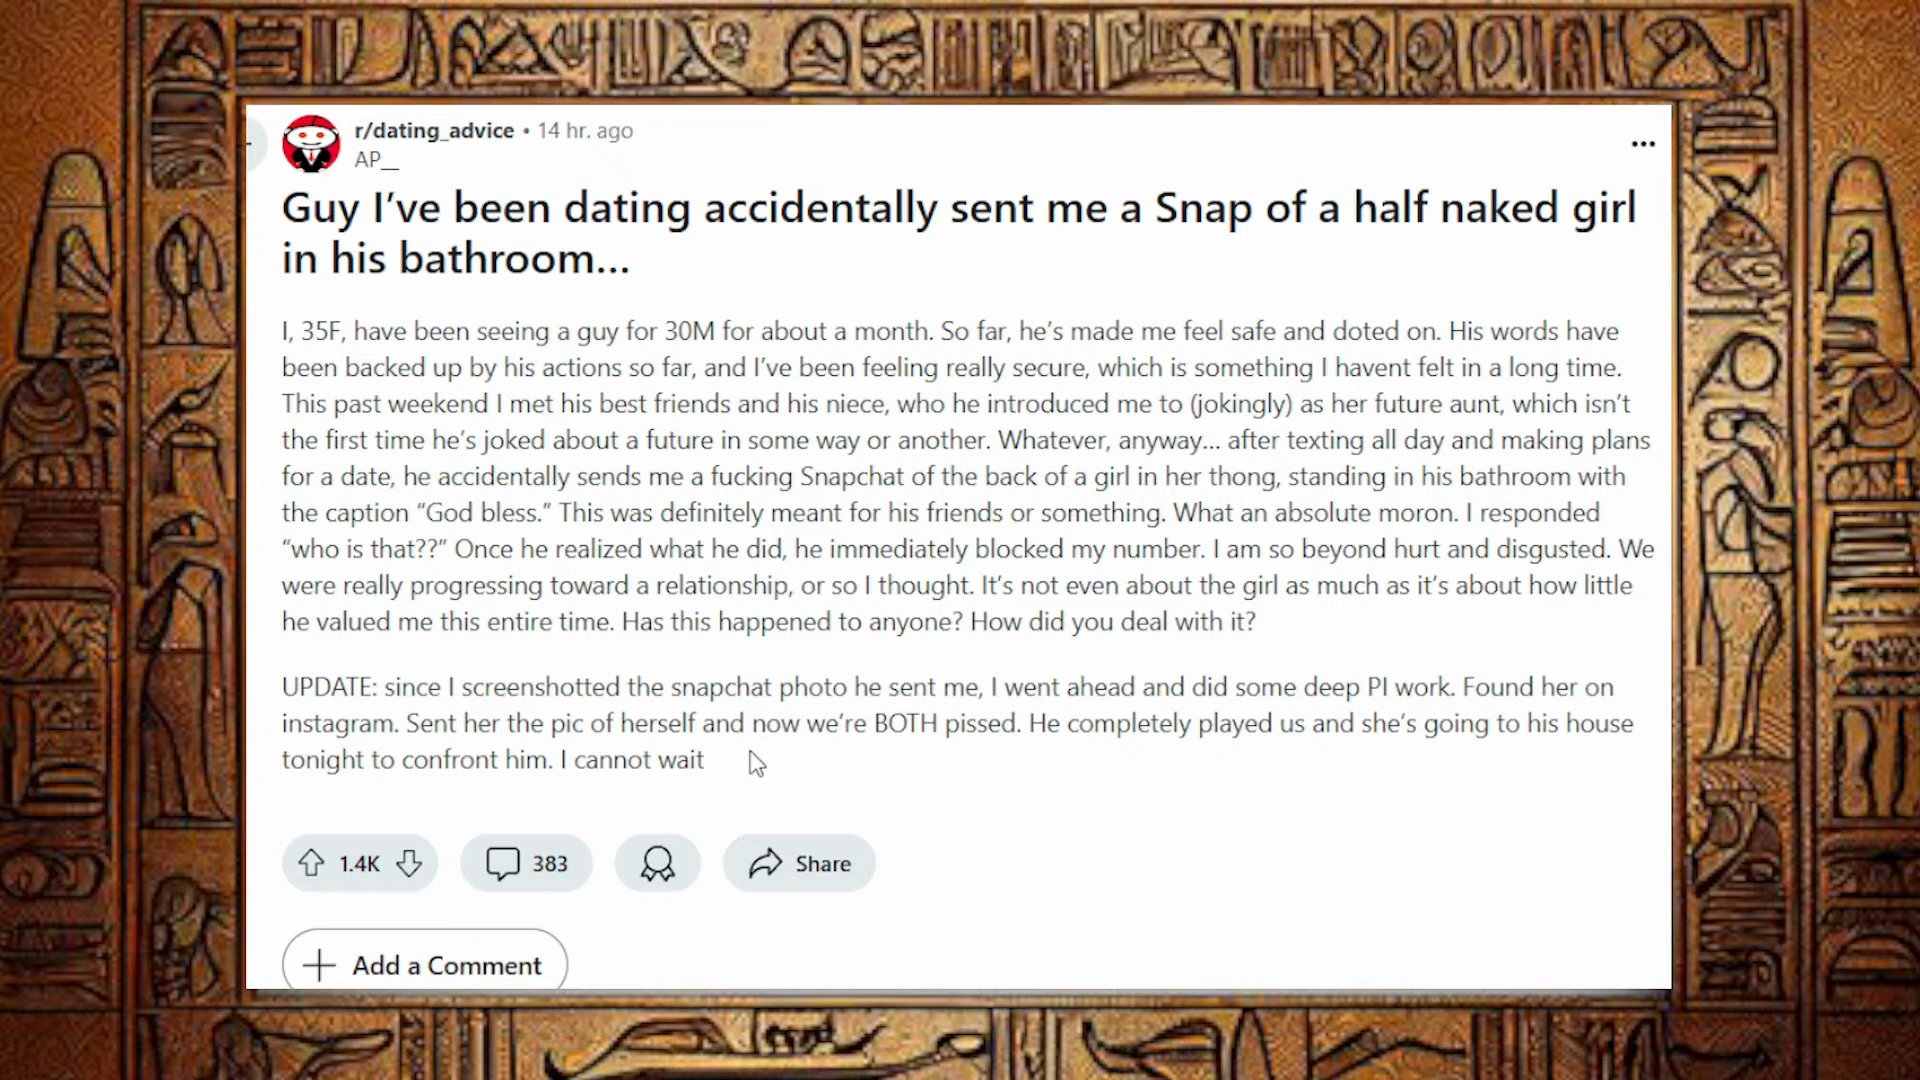 r/dating_advice • 14 hr. ago
AP__
Guy I’ve been dating accidentally sent me a Snap of a half naked girl
in his bathroom...
I, 35F, have been seeing a guy for 30M for about a month. So far, he’s made me feel safe and doted on. His words have
been backed up by his actions so far, and I’ve been feeling really secure, which is something I havent felt in a long time.
This past weekend I met his best friends and his niece, who he introduced me to (jokingly) as her future aunt, which isn’t
the first time he’s joked about a future in some way or another. Whatever, anyway... after texting all day and making plans
for a date, he accidentally sends me a fucking Snapchat of the back of a girl in her thong, standing in his bathroom with
the caption “God bless.” This was definitely meant for his friends or something. What an absolute moron. I responded
“who is that??” Once he realized what he did, he immediately blocked my number. I am so beyond hurt and disgusted. We
were really progressing toward a relationship, or so I thought. It’s not even about the girl as much as it’s about how little
he valued me this entire time. Has this happened to anyone? How did you deal with it?
UPDATE: since I screenshotted the snapchat photo he sent me, I went ahead and did some deep PI work. Found her on
instagram. Sent her the pic of herself and now we’re BOTH pissed. He completely played us and she’s going to his house
tonight to confront him. I cannot wait
1.4K 383 Share
Add a Comment